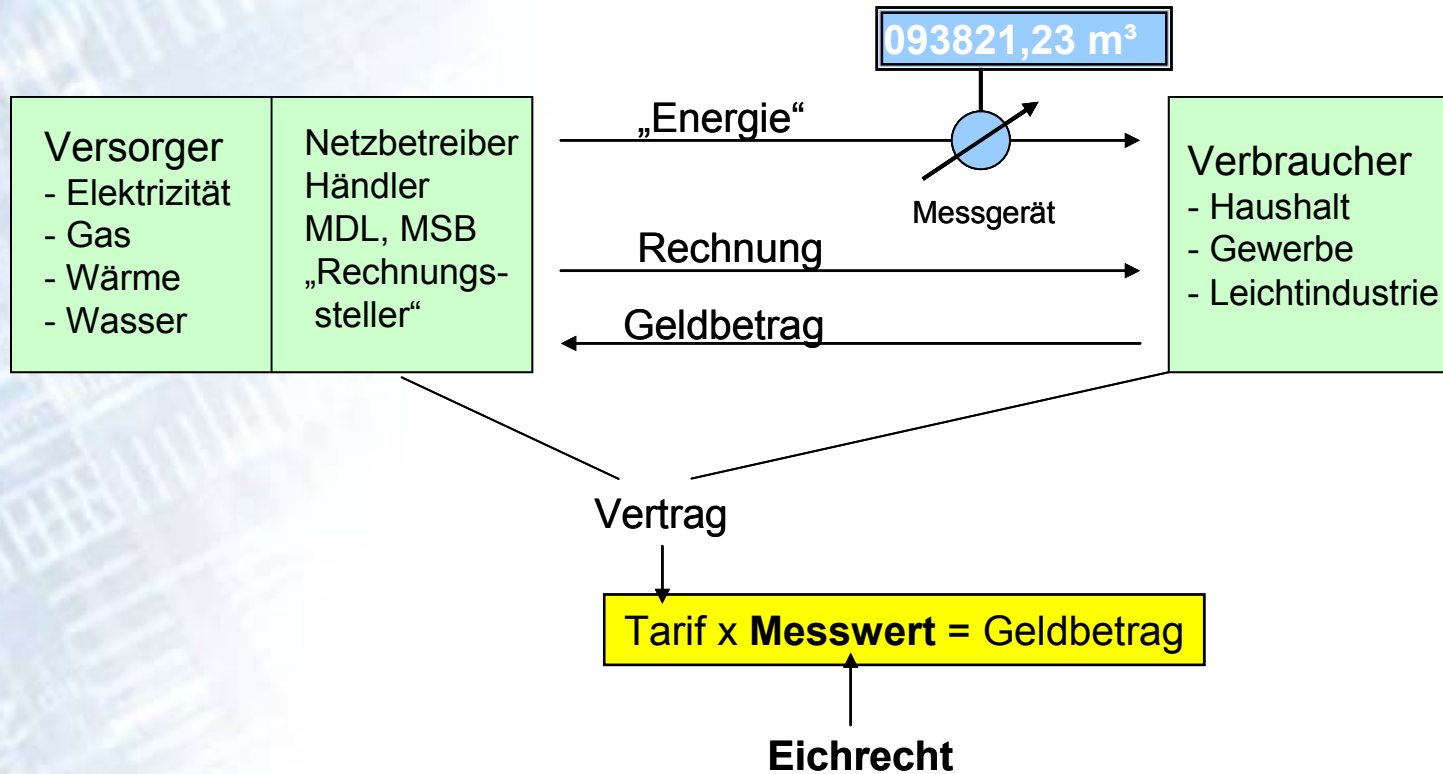 093821,23 m³
Versorger
- Elektrizität
- Gas
- Wärme
- Wasser
Netzbetreiber
Händler
MDL, MSB
„Rechnungs-
steller“
„Energie“
Messgerät
Rechnung
Geldbetrag
Verbraucher
- Haushalt
- Gewerbe
- Leichtindustrie
Vertrag
Tarif x Messwert = Geldbetrag
Eichrecht